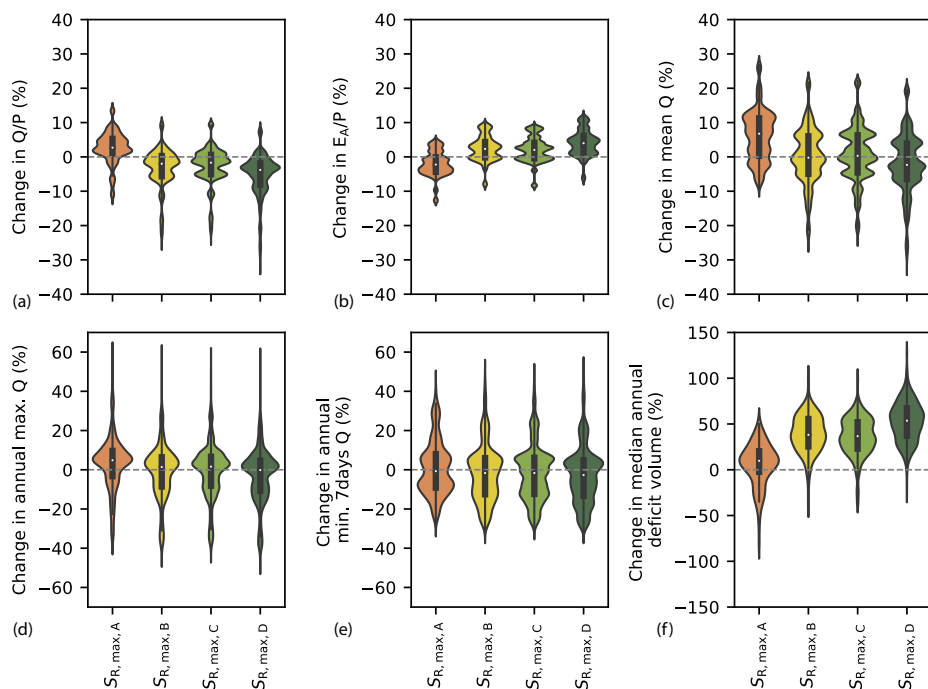 Change in Q/P (%)
40
30
20
10
0
−10
−20
−30
−40
(a)
Change in E_A/P (%)
40
30
20
10
0
−10
−20
−30
−40
(b)
Change in mean Q (%)
40
30
20
10
0
−10
−20
−30
−40
(c)
Change in annual max. Q (%)
60
40
20
0
−20
−40
−60
(d)
S_R, max, A
S_R, max, B
S_R, max, C
S_R, max, D
Change in annual
min. 7days Q (%)
60
40
20
0
−20
−40
−60
(e)
S_R, max, A
S_R, max, B
S_R, max, C
S_R, max, D
Change in median annual
deficit volume (%)
150
100
50
0
−50
−100
−150
(f)
S_R, max, A
S_R, max, B
S_R, max, C
S_R, max, D